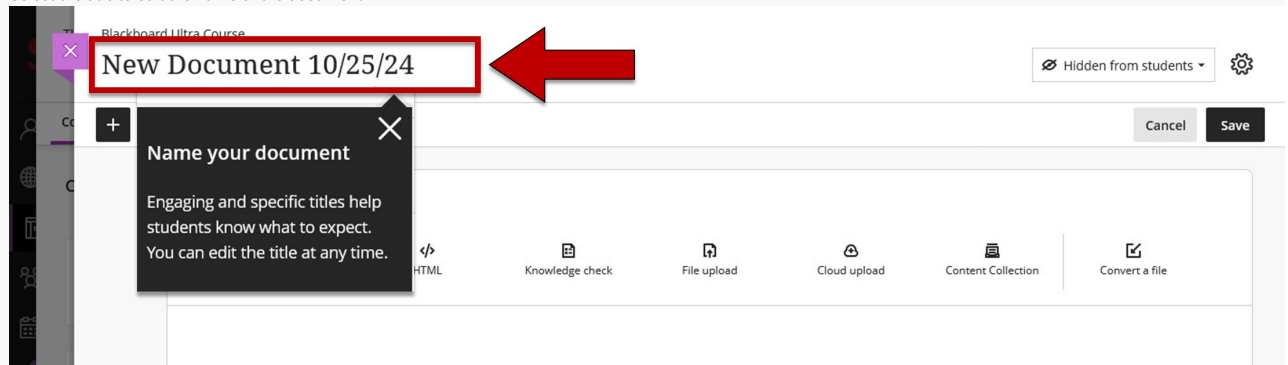 Blackboard Ultra Course
New Document 10/25/24
Hidden from students
Cancel
Save
Name your document
Engaging and specific titles help
students know what to expect.
You can edit the title at any time.
HTML
Knowledge check
File upload
Cloud upload
Content Collection
Convert a file